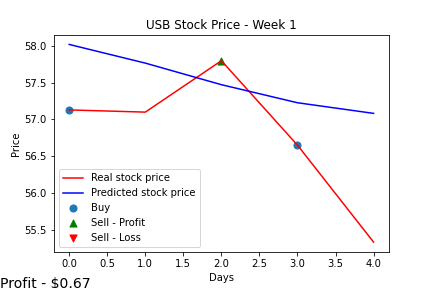 USB Stock Price - Week 1
58.0
57.5
57.0
56.5
56.0
55.5
Price
Real stock price
Predicted stock price
Buy
Sell - Profit
Sell - Loss
0.0 0.5 1.0 1.5 2.0 2.5 3.0 3.5 4.0
Days
Profit - $0.67